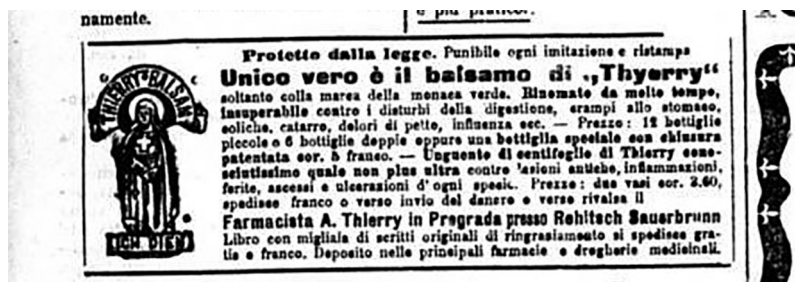 namente.
e più pratico.
THIERRY'S BALSAM
ICH DIEN
Protetto dalla legge. Punibile ogni imitazione e ristampa
Unico vero è il balsamo di „Thyerry“
soltanto colla marca della monaca verde. Rinomato da molto tempo,
insuperabile contro i disturbi della digestione, crampi allo stomaco,
coliche, catarro, dolori di petto, influenza ecc. — Prezzo: 12 bottiglie
piccole o 6 bottiglie doppie oppure una bottiglia speciale con chiusura
patentata cor. 5 franco. — Unguento di centifoglie di Thierry cono-
sciutissimo quale non plus ultra contro lesioni antiche, infiammazioni,
ferite, ascessi e ulcerazioni d'ogni specie. Prezzo: due vasi cor. 3.60,
spedisce franco o verso invio del danaro o verso rivalsa il
Farmacista A. Thierry in Pregrada presso Rohitsch Sauerbrunn
Libro con migliaia di scritti originali di ringraziamento si spedisce gra-
tis e franco. Deposito nelle principali farmacie e drogherie medicinali.